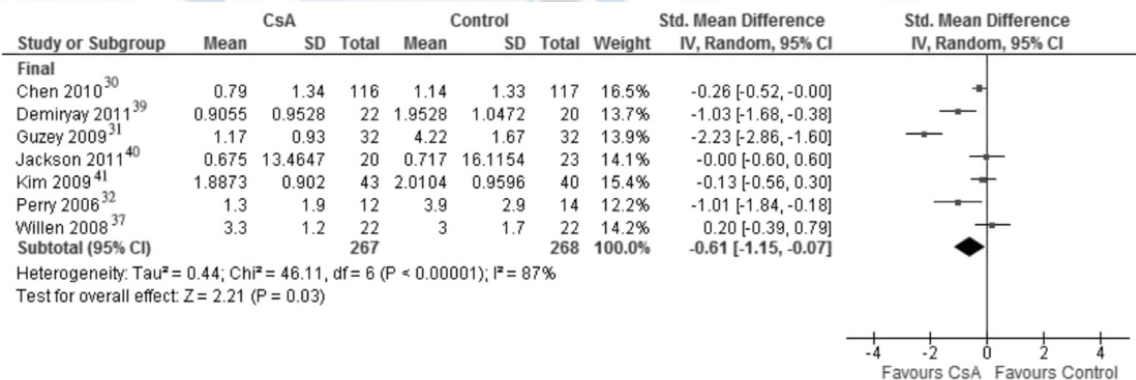 CsA Control Std. Mean Difference Std. Mean Difference
Study or Subgroup Mean SD Total Mean SD Total Weight IV, Random, 95% CI IV, Random, 95% CI
Final
Chen 2010³⁰ 0.79 1.34 116 1.14 1.33 117 16.5% -0.26 [-0.52, -0.00]
Demiryay 2011³⁹ 0.9055 0.9528 22 1.9528 1.0472 20 13.7% -1.03 [-1.68, -0.38]
Guzey 2009³¹ 1.17 0.93 32 4.22 1.67 32 13.9% -2.23 [-2.86, -1.60]
Jackson 2011⁴⁰ 0.675 13.4647 20 0.717 16.1154 23 14.1% -0.00 [-0.60, 0.60]
Kim 2009⁴¹ 1.8873 0.902 43 2.0104 0.9596 40 15.4% -0.13 [-0.56, 0.30]
Perry 2006³² 1.3 1.9 12 3.9 2.9 14 12.2% -1.01 [-1.84, -0.18]
Willen 2008³⁷ 3.3 1.2 22 3 1.7 22 14.2% 0.20 [-0.39, 0.79]
Subtotal (95% CI) 267 268 100.0% -0.61 [-1.15, -0.07]
Heterogeneity: Tau² = 0.44; Chi² = 46.11, df = 6 (P < 0.00001); I² = 87%
Test for overall effect: Z = 2.21 (P = 0.03)
-4 -2 0 2 4
Favours CsA Favours Control